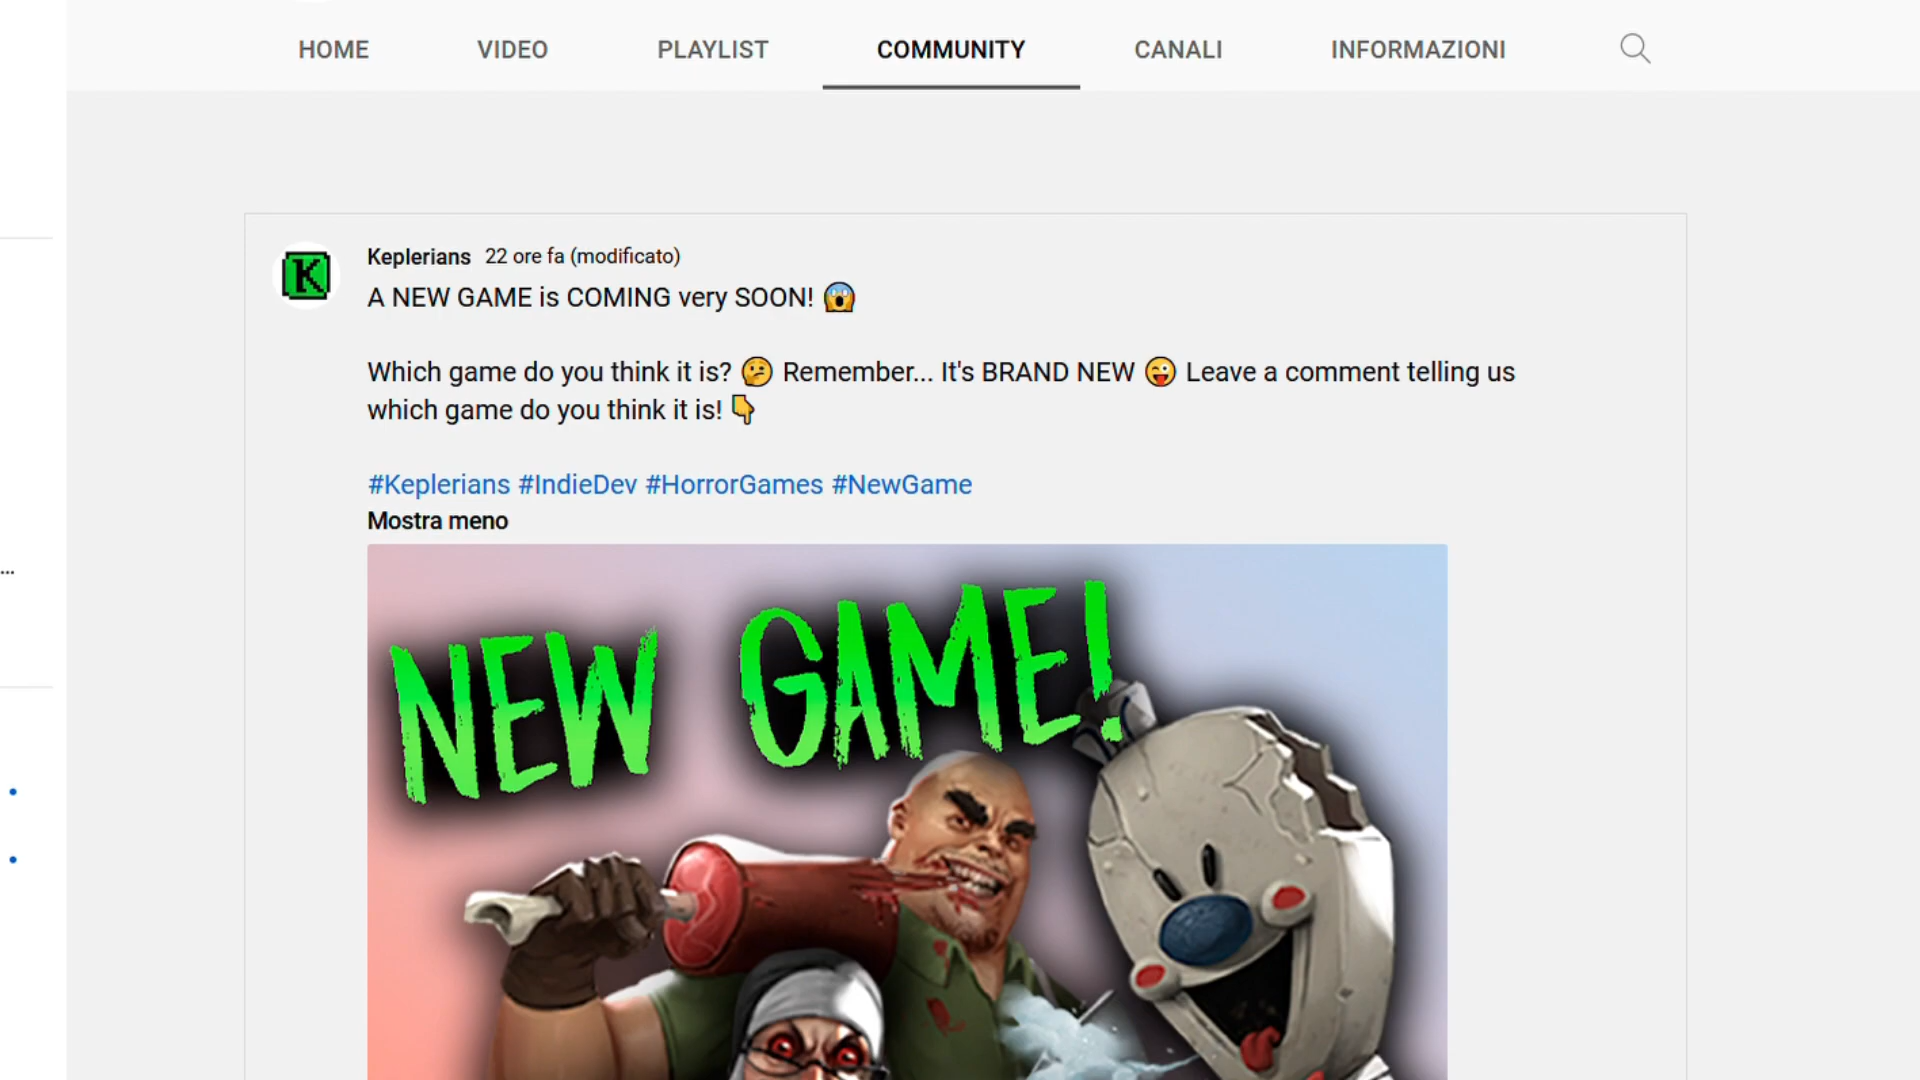 HOME VIDEO PLAYLIST COMMUNITY CANALI INFORMAZIONI
K
Keplerians 22 ore fa (modificato)
A NEW GAME is COMING very SOON! 😱
Which game do you think it is? 🤔 Remember... It's BRAND NEW 😜 Leave a comment telling us
which game do you think it is! 👇
#Keplerians #IndieDev #HorrorGames #NewGame
Mostra meno
...
NEW GAME!